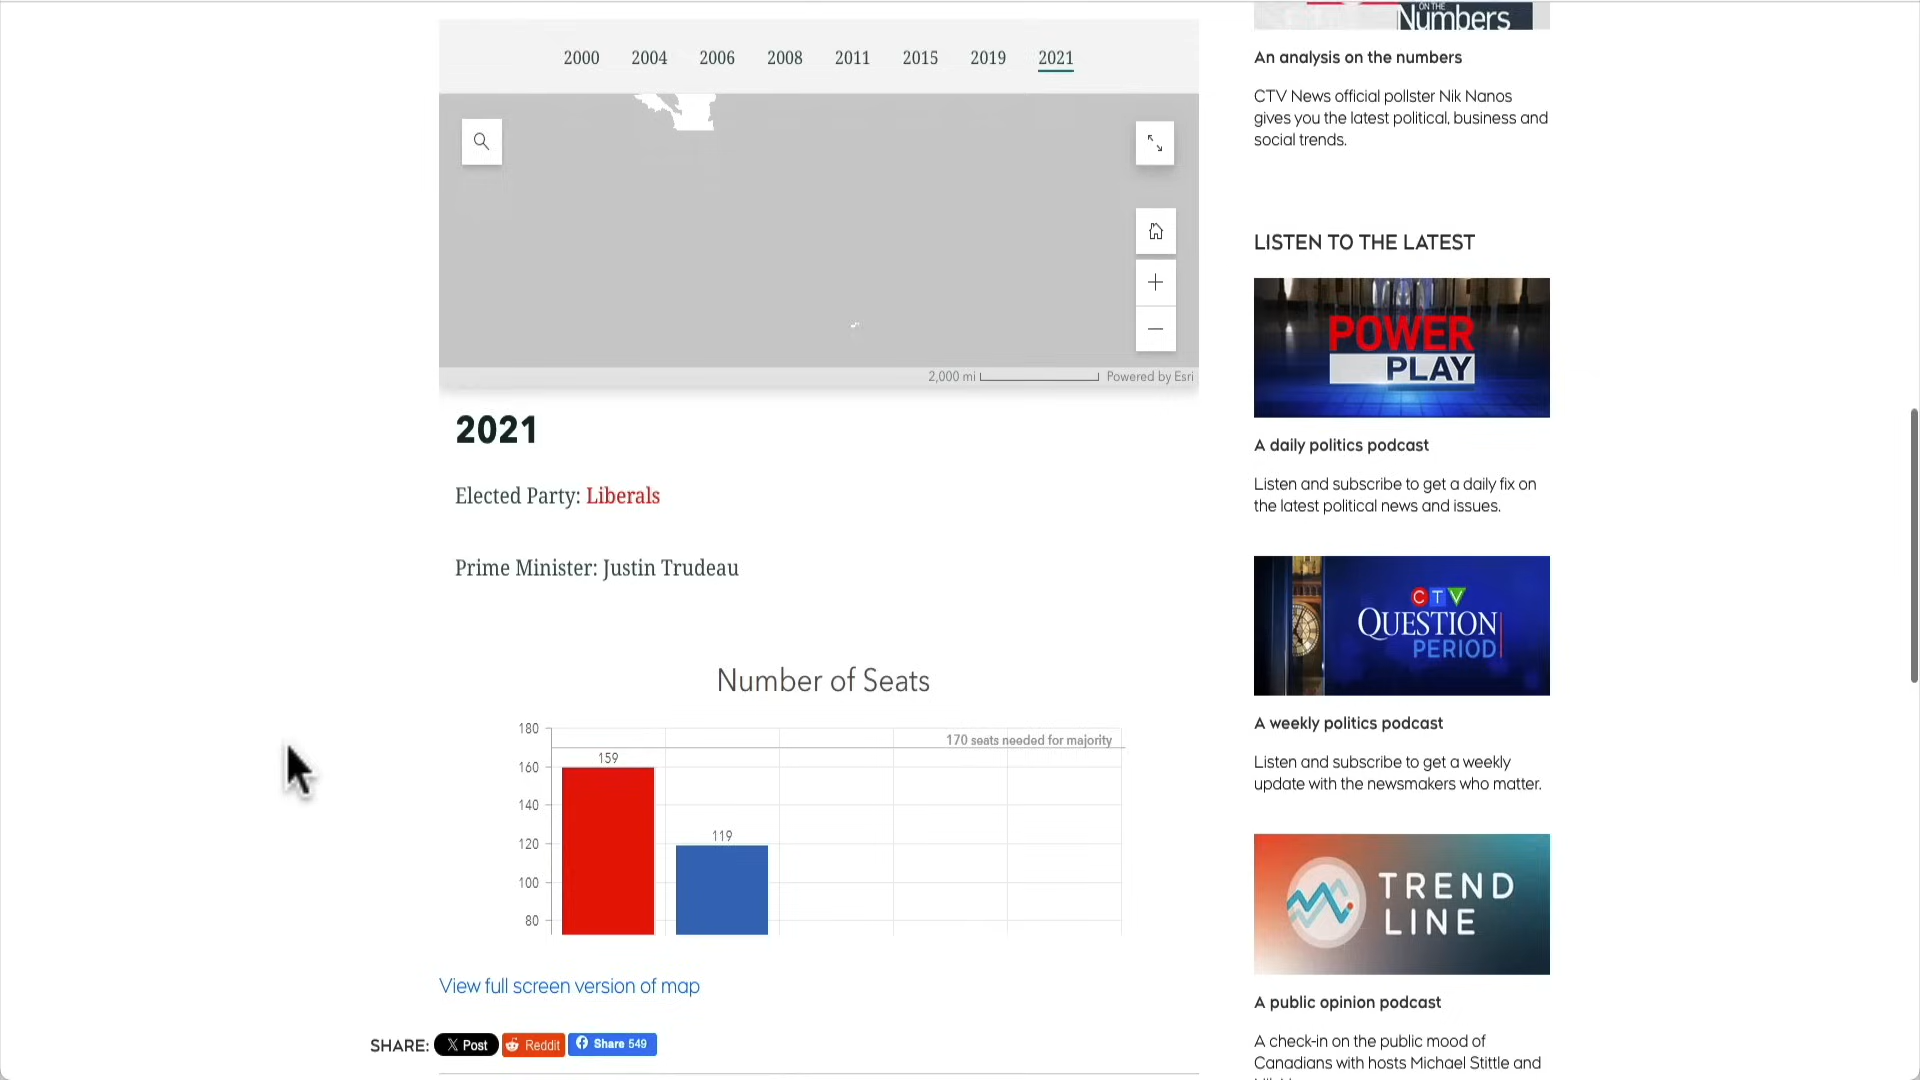 2000 2004 2006 2008 2011 2015 2019 2021
2,000 mi Powered by Esri
2021
Elected Party: Liberals
Prime Minister: Justin Trudeau
Number of Seats
180
170 seats needed for majority
159
160
140
119
120
100
80
View full screen version of map
SHARE: Post Reddit Share 549
ON THE
Numbers
An analysis on the numbers
CTV News official pollster Nik Nanos
gives you the latest political, business and
social trends.
LISTEN TO THE LATEST
POWER
PLAY
A daily politics podcast
Listen and subscribe to get a daily fix on
the latest political news and issues.
CTV
QUESTION
PERIOD
A weekly politics podcast
Listen and subscribe to get a weekly
update with the newsmakers who matter.
TREND
LINE
A public opinion podcast
A check-in on the public mood of
Canadians with hosts Michael Stittle and